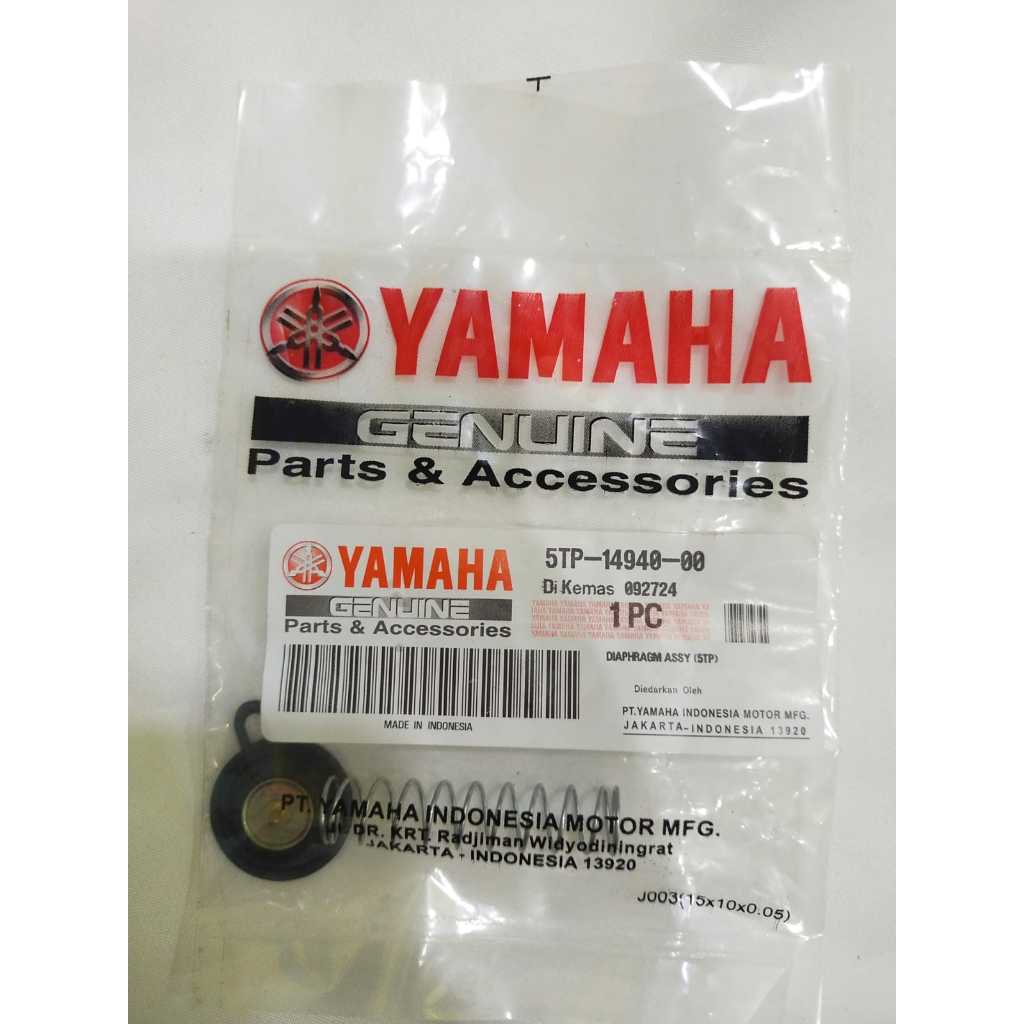 YAMAHA
GENUINE
Parts & Accessories
YAMAHA
GENUINE
Parts & Accessories
MADE IN INDONESIA
5TP-14940-00
Di Kemas 092724
1 PC
DIAPHRAGM ASSY (5TP)
Diedarkan Oleh
PT.YAMAHA INDONESIA MOTOR MFG.
JAKARTA-INDONESIA 13920
PT. YAMAHA INDONESIA MOTOR MFG.
Jl. DR. KRT. Radjiman Widyodiningrat
JAKARTA - INDONESIA 13920
J003(15x10x0.05)